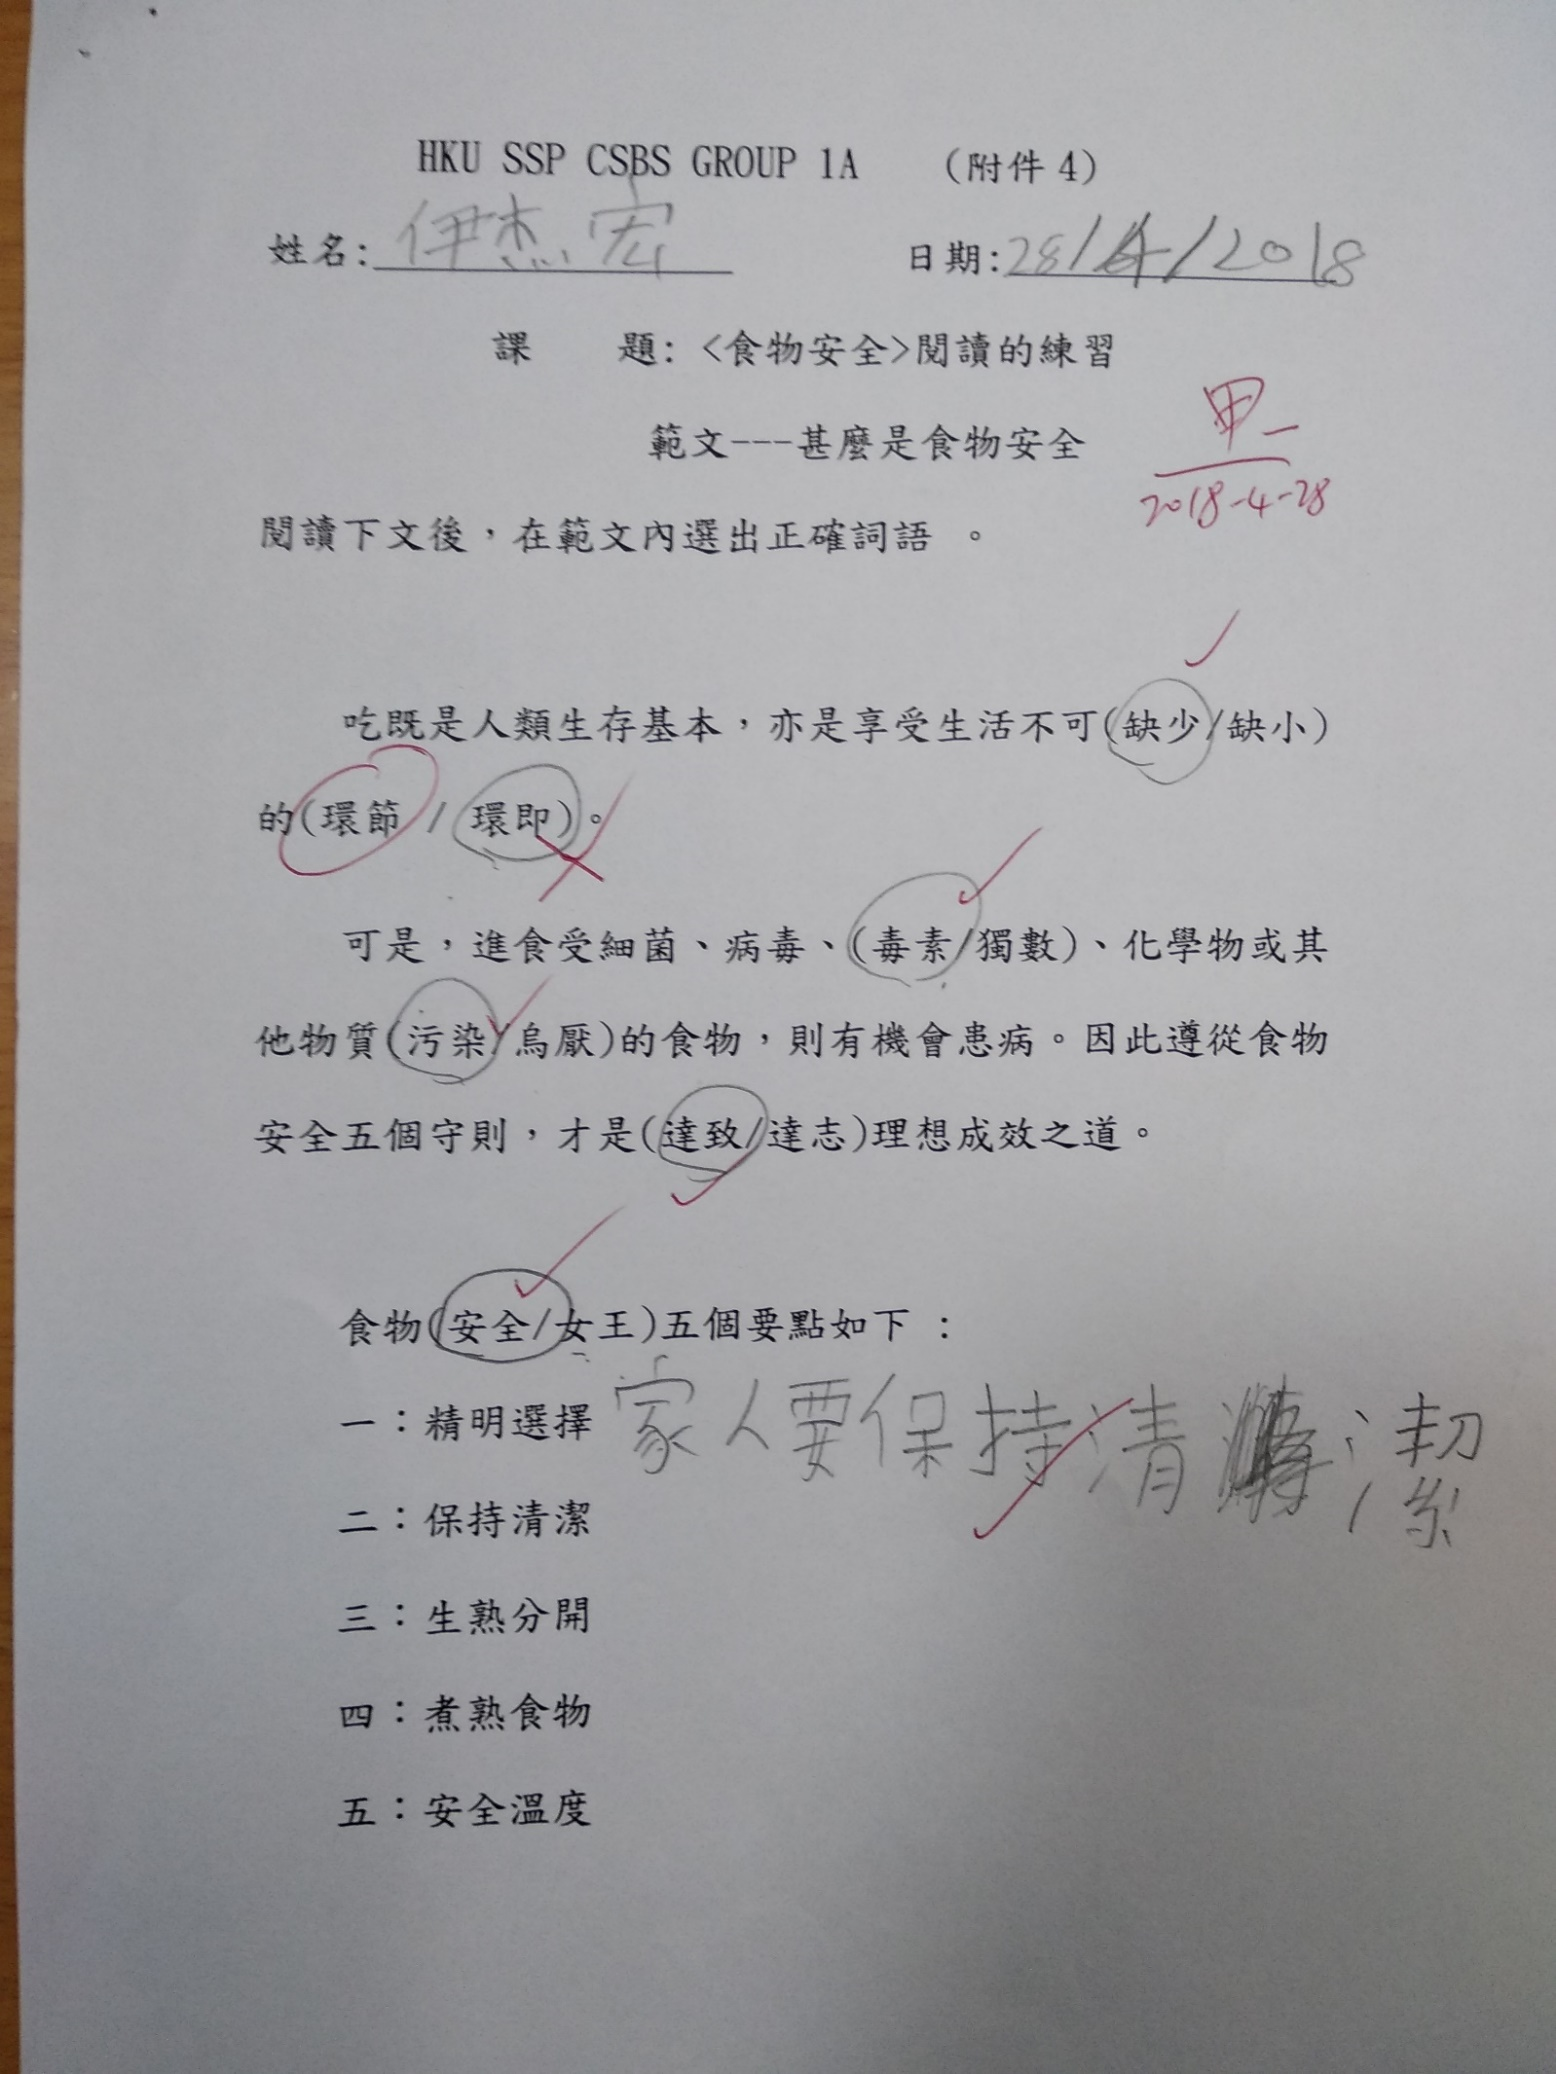 HKU SSP CSBS GROUP 1A （附件 4）
姓名: 伊杰宏 日期: 28/4/2018
課 題: <食物安全>閱讀的練習
範文---甚麼是食物安全
甲-
2018-4-28
閱讀下文後，在範文內選出正確詞語 。
吃既是人類生存基本，亦是享受生活不可(缺少/缺小)
的(環節 / 環即)。
可是，進食受細菌、病毒、(毒素/獨數)、化學物或其
他物質(污染/烏厭)的食物，則有機會患病。因此遵從食物
安全五個守則，才是(達致/達志)理想成效之道。
食物(安全/女王)五個要點如下 ：
一：精明選擇 家人要保持清潔
二：保持清潔
三：生熟分開
四：煮熟食物
五：安全溫度